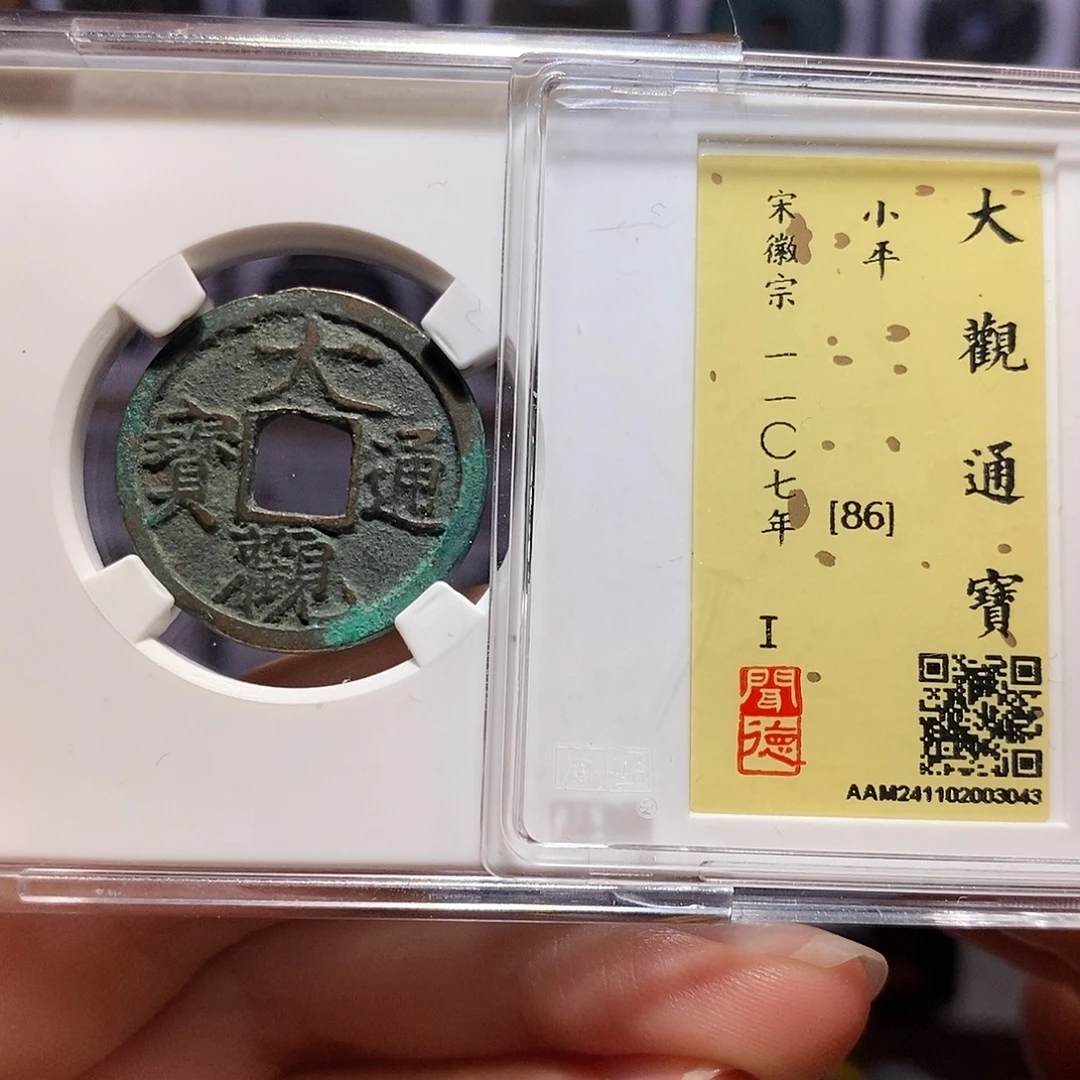 大觀通寶
大觀通寶
小平
宋徽宗 一一〇七年
[86]
I
聞德
AAM241102003043